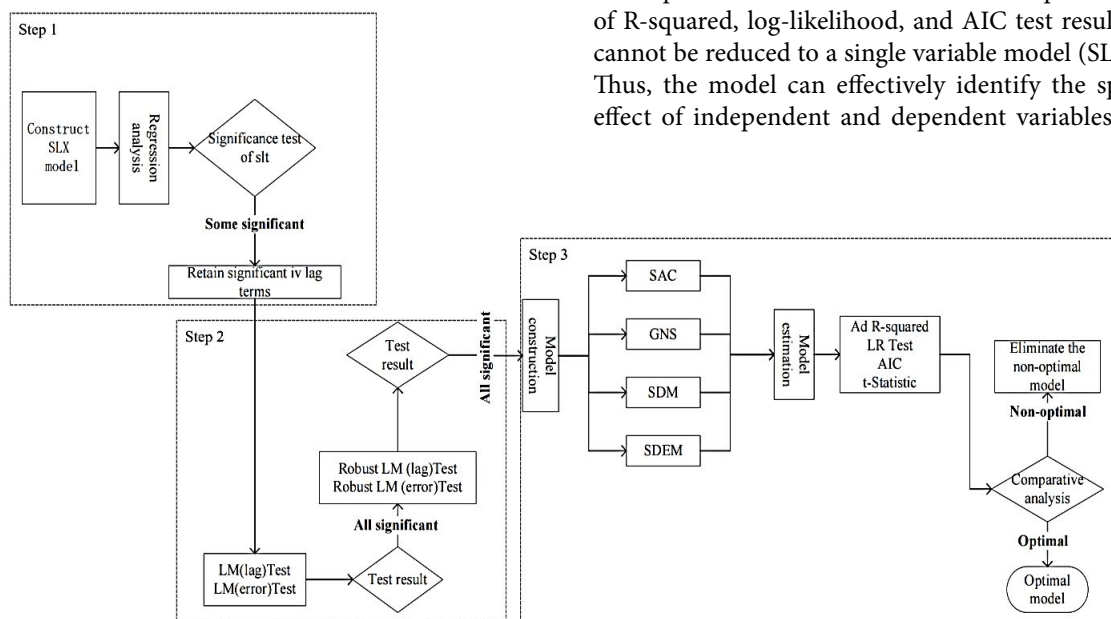 of R-squared, log-likelihood, and AIC test result
cannot be reduced to a single variable model (SL
Thus, the model can effectively identify the sp
effect of independent and dependent variables
Step 1
Construct
SLX
model
Regression
analysis
Significance test
of slt
Some significant
Retain significant iv lag
terms
Step 2
LM(lag)Test
LM(error)Test
Test result
All significant
Robust LM (lag)Test
Robust LM (error)Test
Test
result
All significant
Step 3
Model
construction
SAC
GNS
SDM
SDEM
Model
estimation
Ad R-squared
LR Test
AIC
t-Statistic
Comparative
analysis
Non-optimal
Eliminate the
non-optimal
model
Optimal
Optimal
model